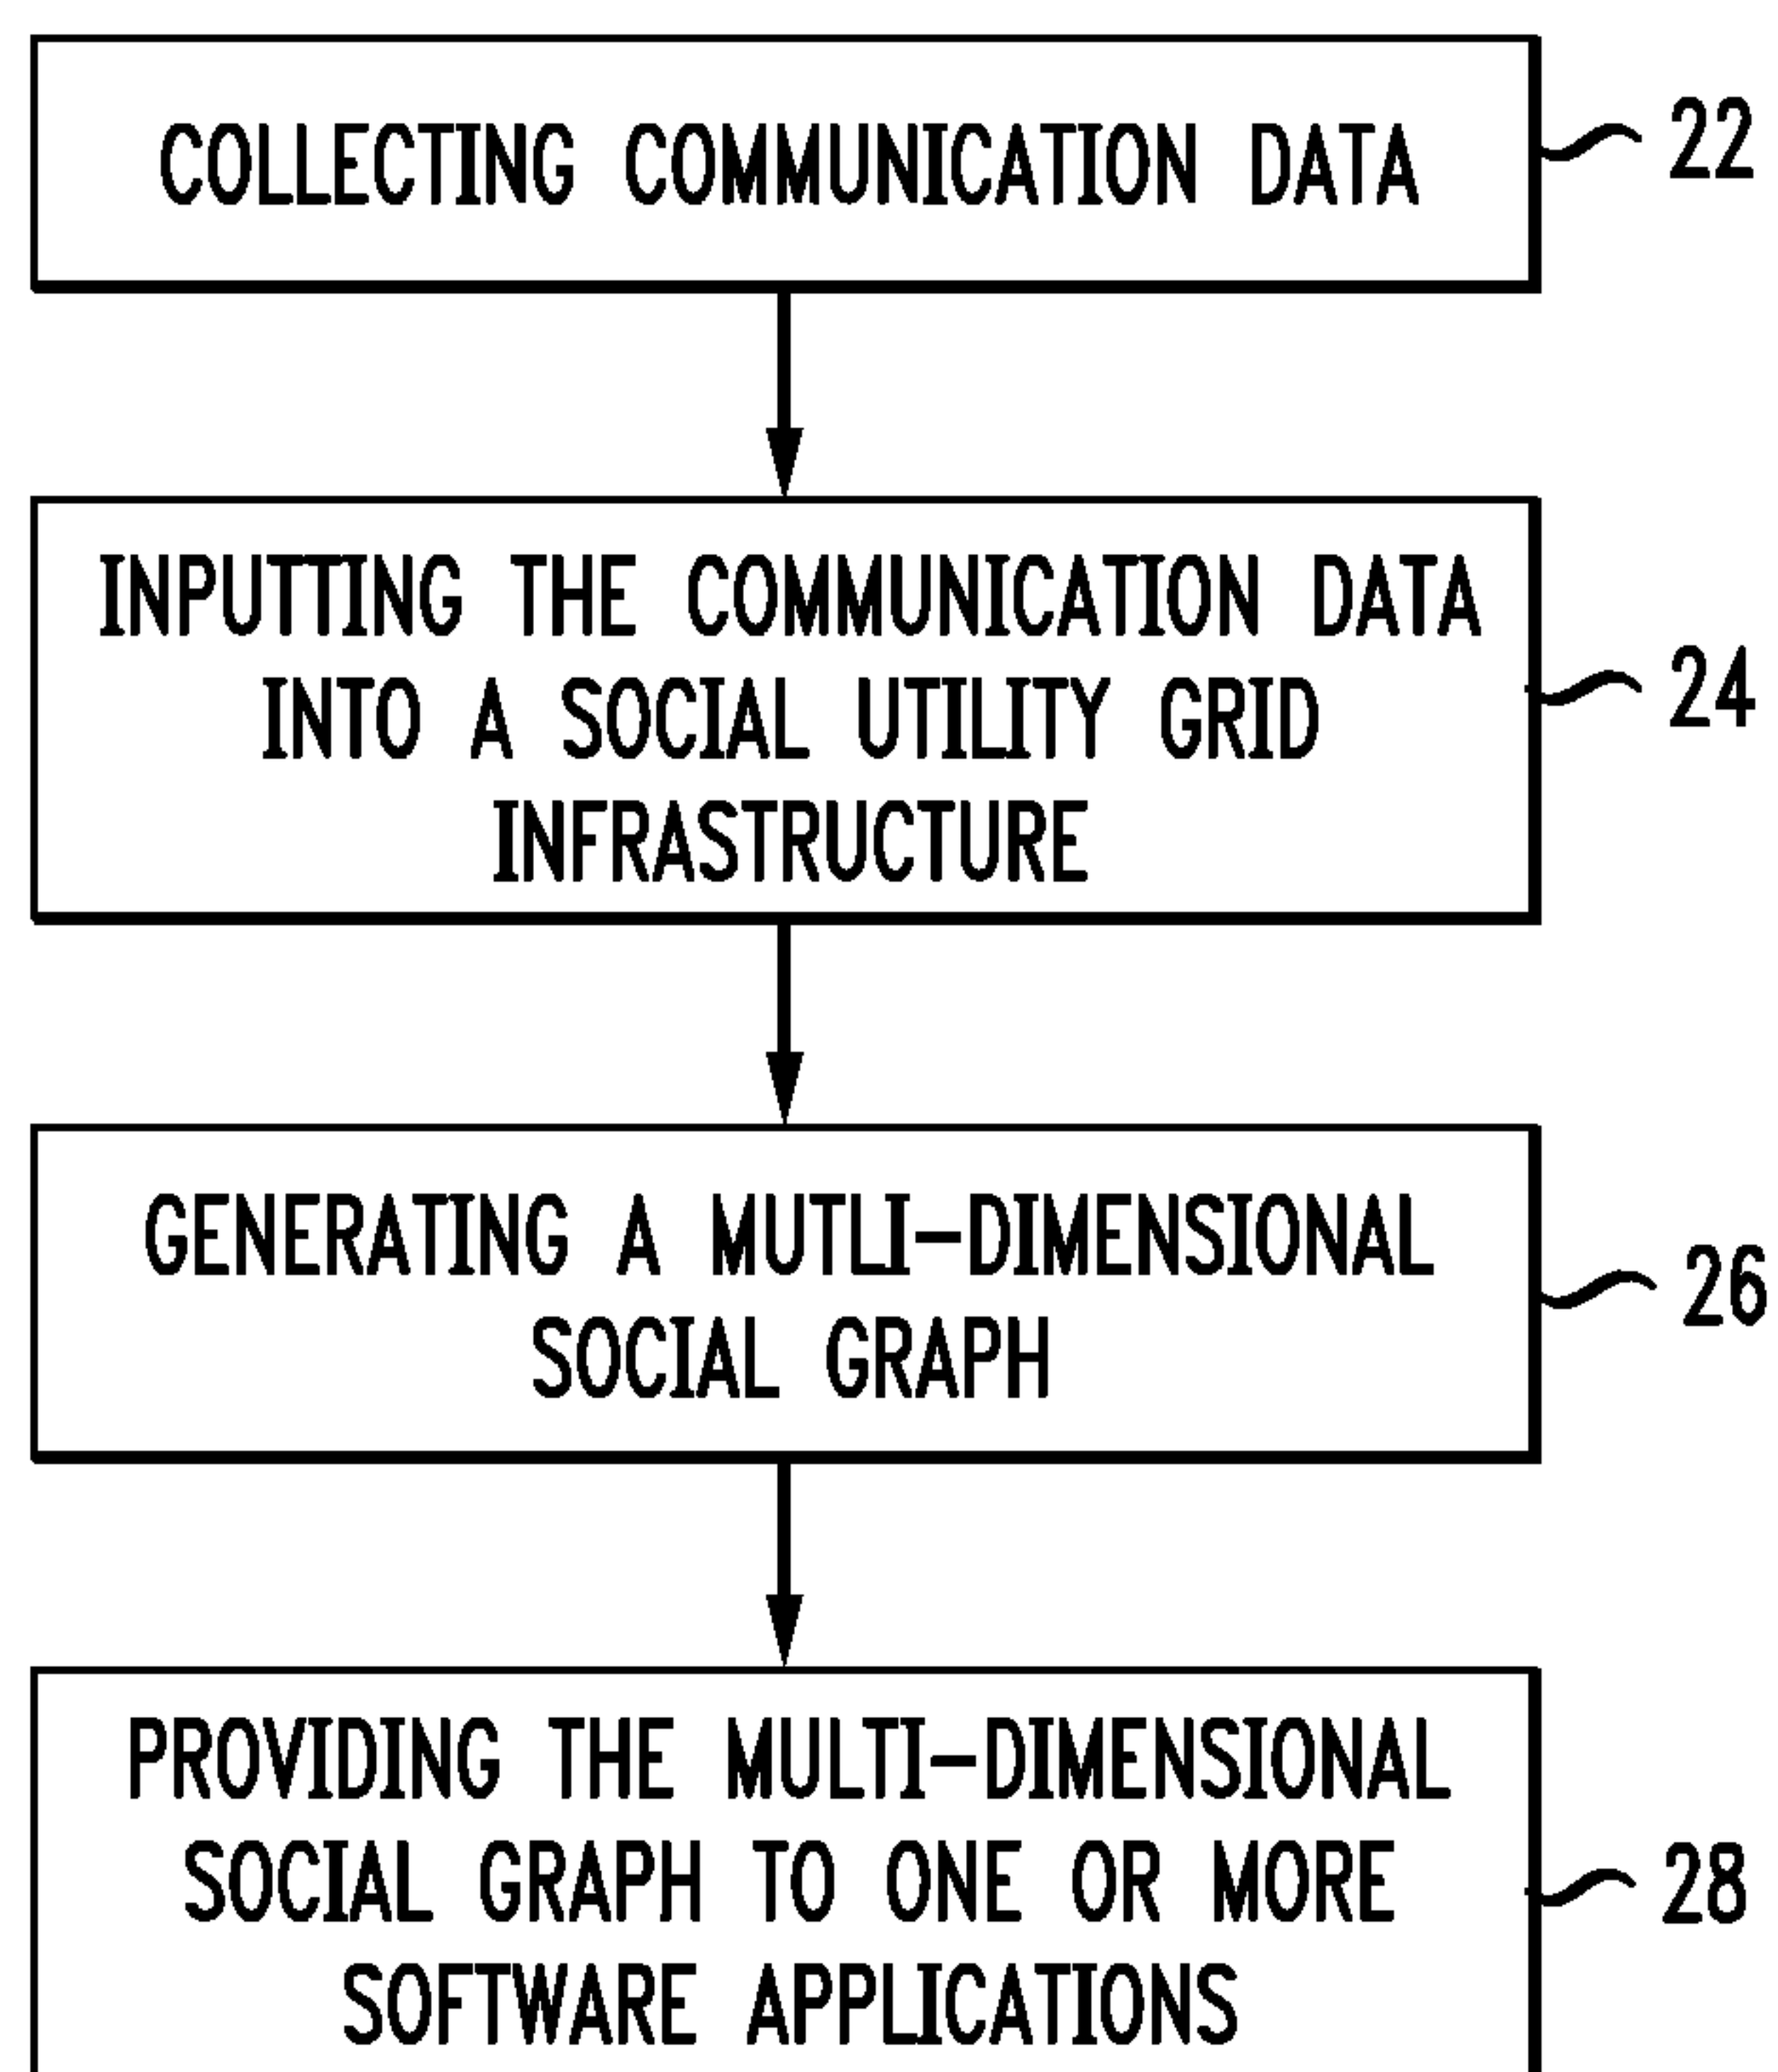 COLLECTING COMMUNICATION DATA
22
INPUTTING THE COMMUNICATION DATA
INTO A SOCIAL UTILITY GRID
INFRASTRUCTURE
24
GENERATING A MUTLI-DIMENSIONAL
SOCIAL GRAPH
26
PROVIDING THE MULTI-DIMENSIONAL
SOCIAL GRAPH TO ONE OR MORE
SOFTWARE APPLICATIONS
28